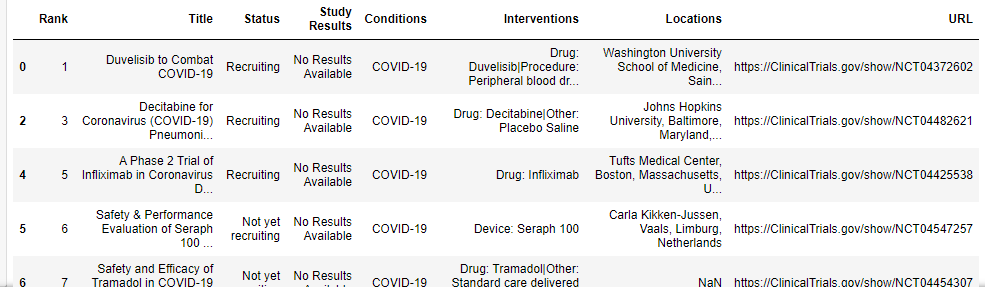 Rank Title Status Study Results Conditions Interventions Locations URL
0 1 Duvelisib to Combat COVID-19 Recruiting No Results Available COVID-19 Drug: Duvelisib|Procedure: Peripheral blood dr... Washington University School of Medicine, Sain... https://ClinicalTrials.gov/show/NCT04372602
2 3 Decitabine for Coronavirus (COVID-19) Pneumoni... Recruiting No Results Available COVID-19 Drug: Decitabine|Other: Placebo Saline Johns Hopkins University, Baltimore, Maryland,... https://ClinicalTrials.gov/show/NCT04482621
4 5 A Phase 2 Trial of Infliximab in Coronavirus D... Recruiting No Results Available COVID-19 Drug: Infliximab Tufts Medical Center, Boston, Massachusetts, U... https://ClinicalTrials.gov/show/NCT04425538
5 6 Safety & Performance Evaluation of Seraph 100 ... Not yet recruiting No Results Available COVID-19 Device: Seraph 100 Carla Kikken-Jussen, Vaals, Limburg, Netherlands https://ClinicalTrials.gov/show/NCT04547257
6 7 Safety and Efficacy of Tramadol in COVID-19 Not yet No Results Available COVID-19 Drug: Tramadol|Other: Standard care delivered NaN https://ClinicalTrials.gov/show/NCT04454307